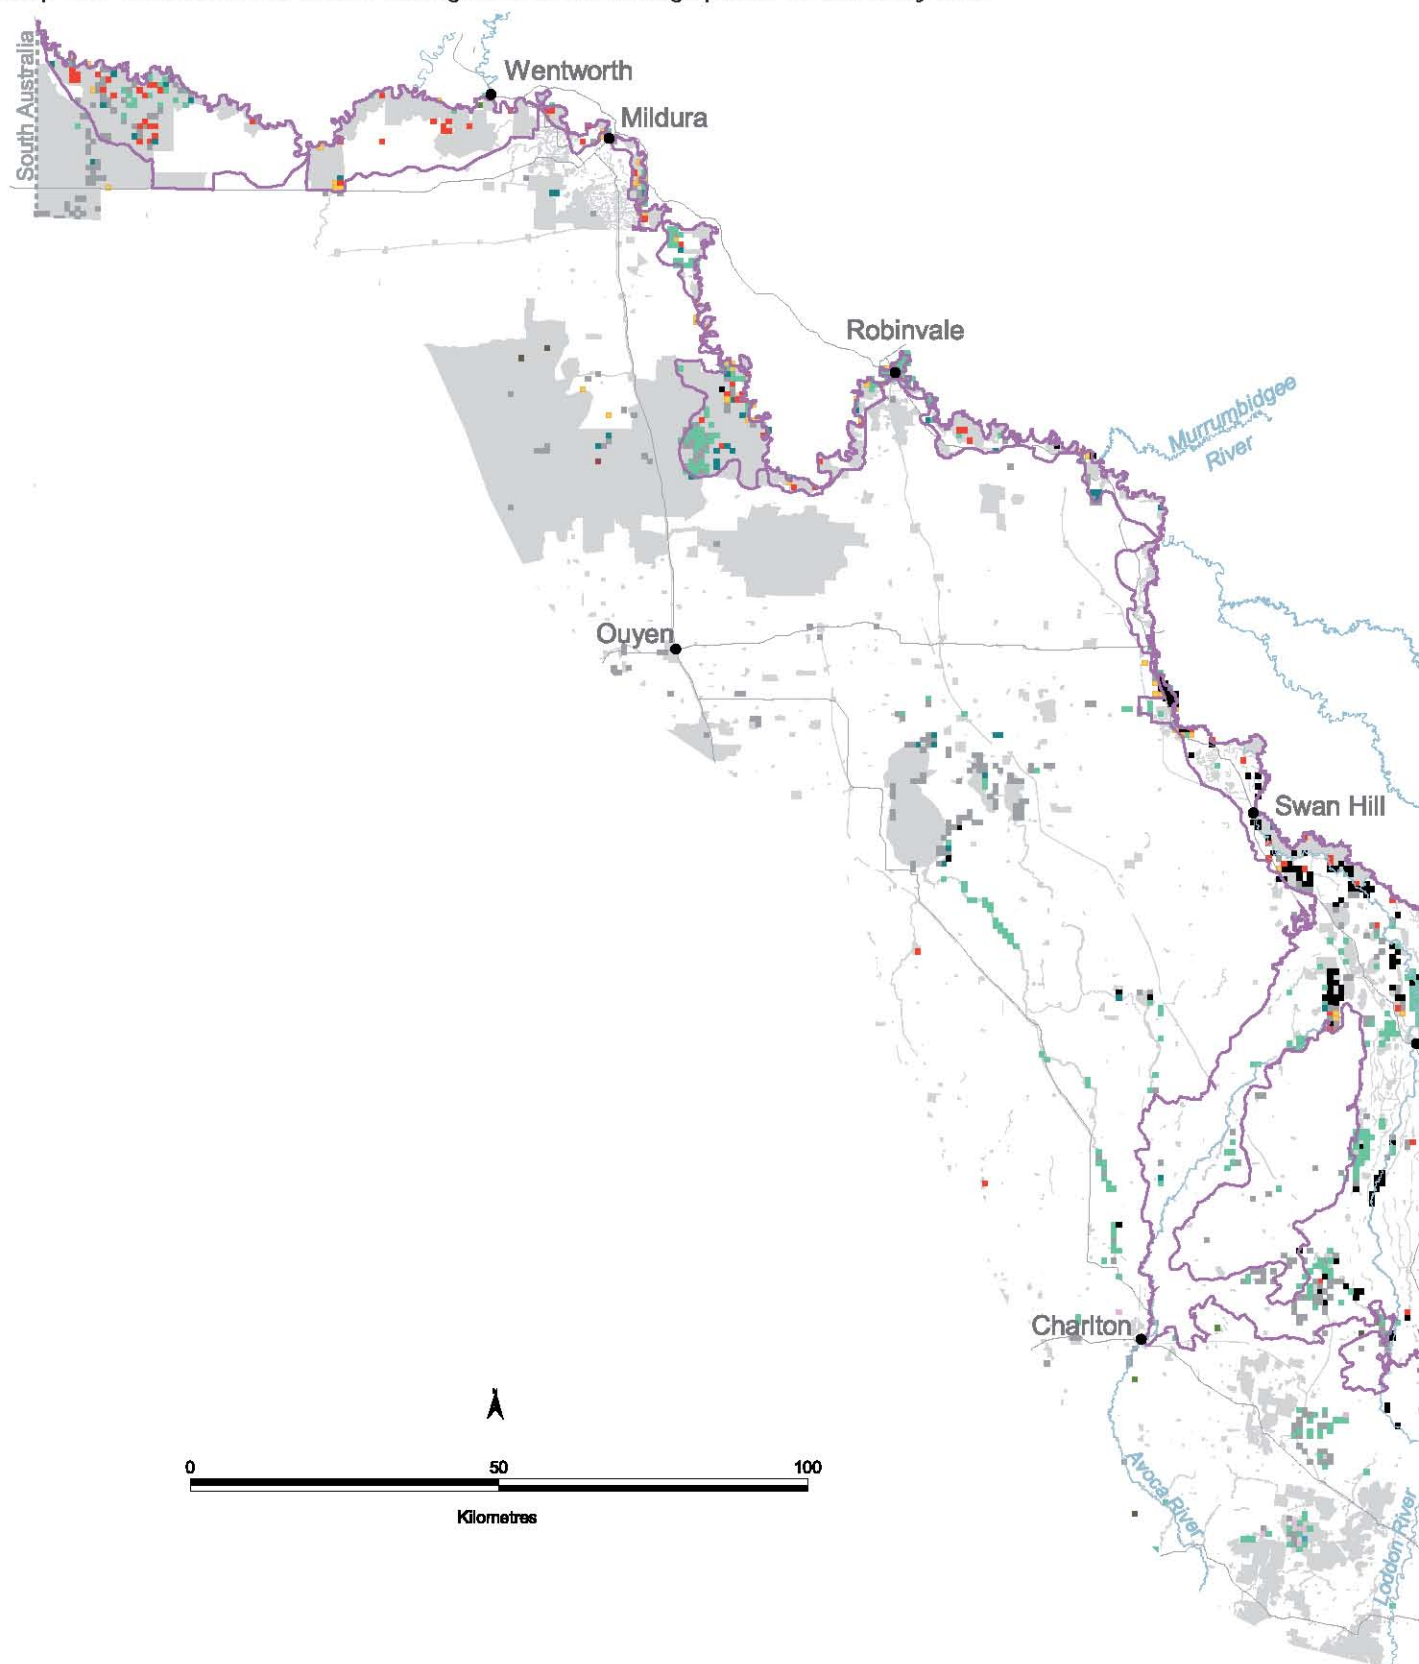 South Australia
Wentworth
Mildura
Robinvale
Murrumbidgee
River
Ouyen
Swan Hill
Charlton
Avoca River
Loddon River
0 50 100
Kilometres